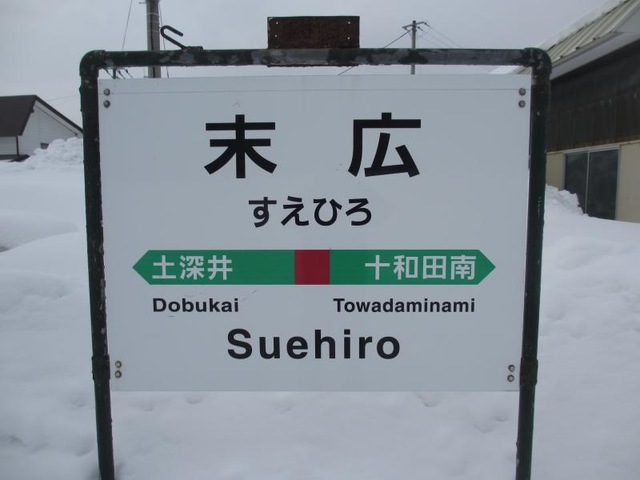 末広
すえひろ
土深井 十和田南
Dobukai Towadaminami
Suehiro